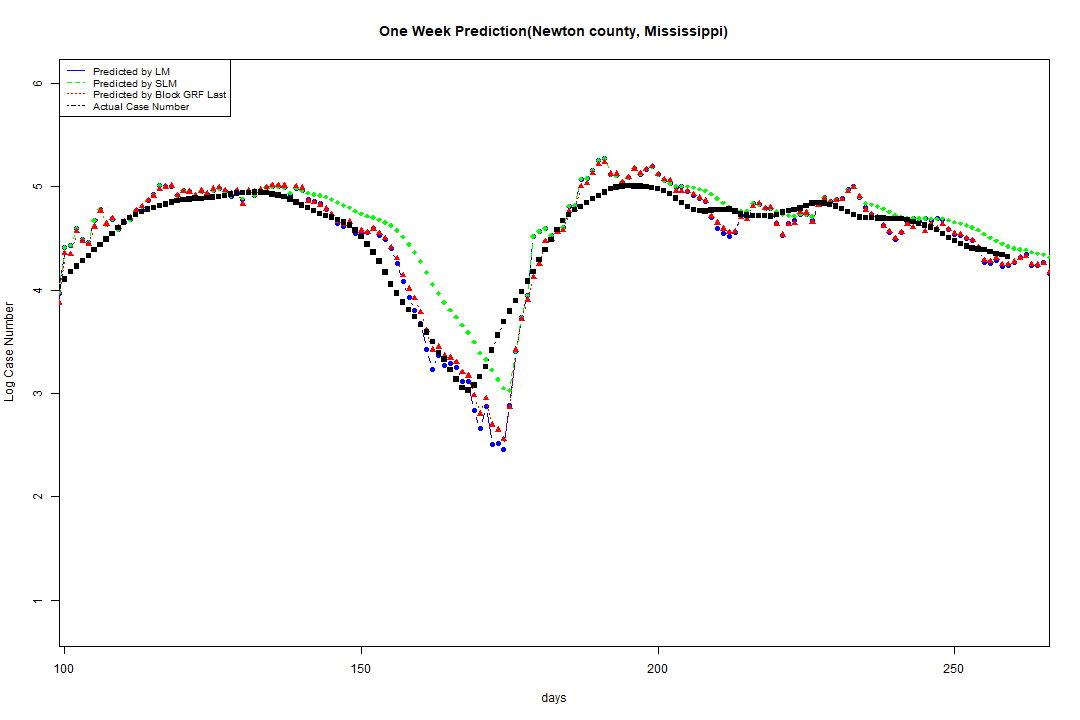 One Week Prediction(Newton county, Mississippi)
Predicted by LM
Predicted by SLM
Predicted by Block GRF Last
Actual Case Number
6
5
4
3
2
1
Log Case Number
100
150
200
250
days